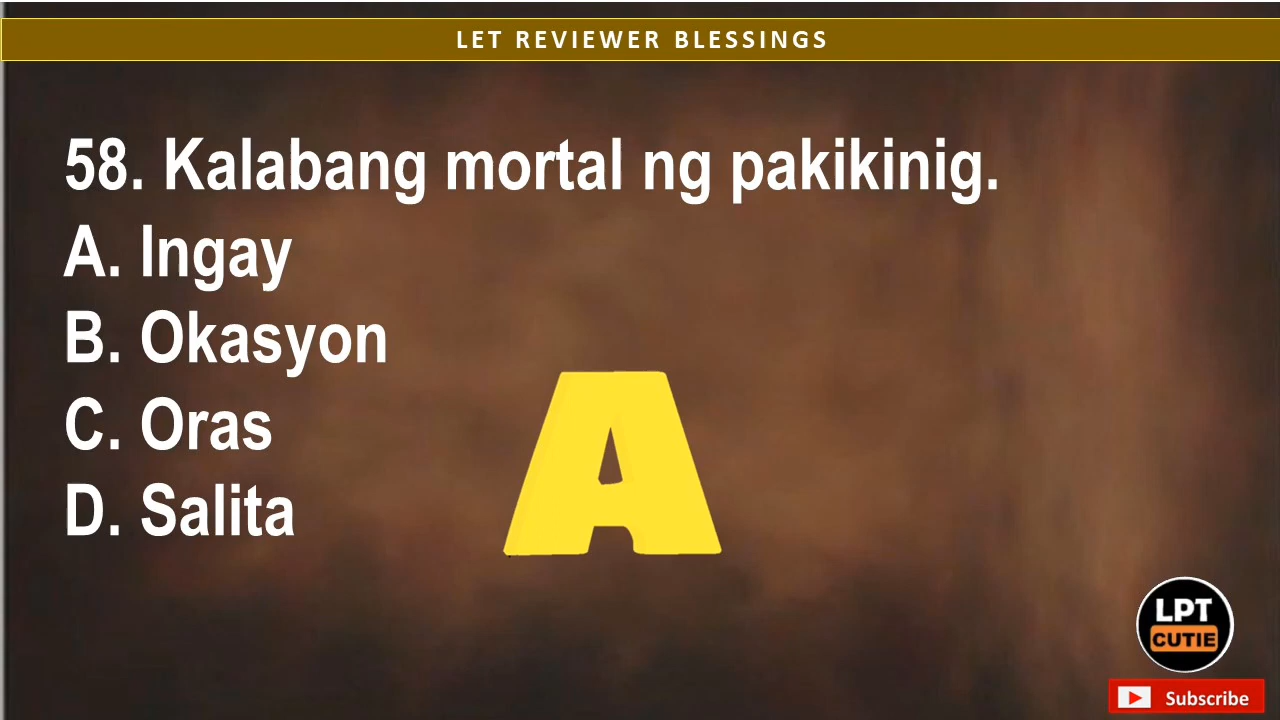 LET REVIEWER BLESSINGS
58. Kalabang mortal ng pakikinig.
A. Ingay
B. Okasyon
C. Oras
D. Salita
A
LPT
CUTIE
Subscribe